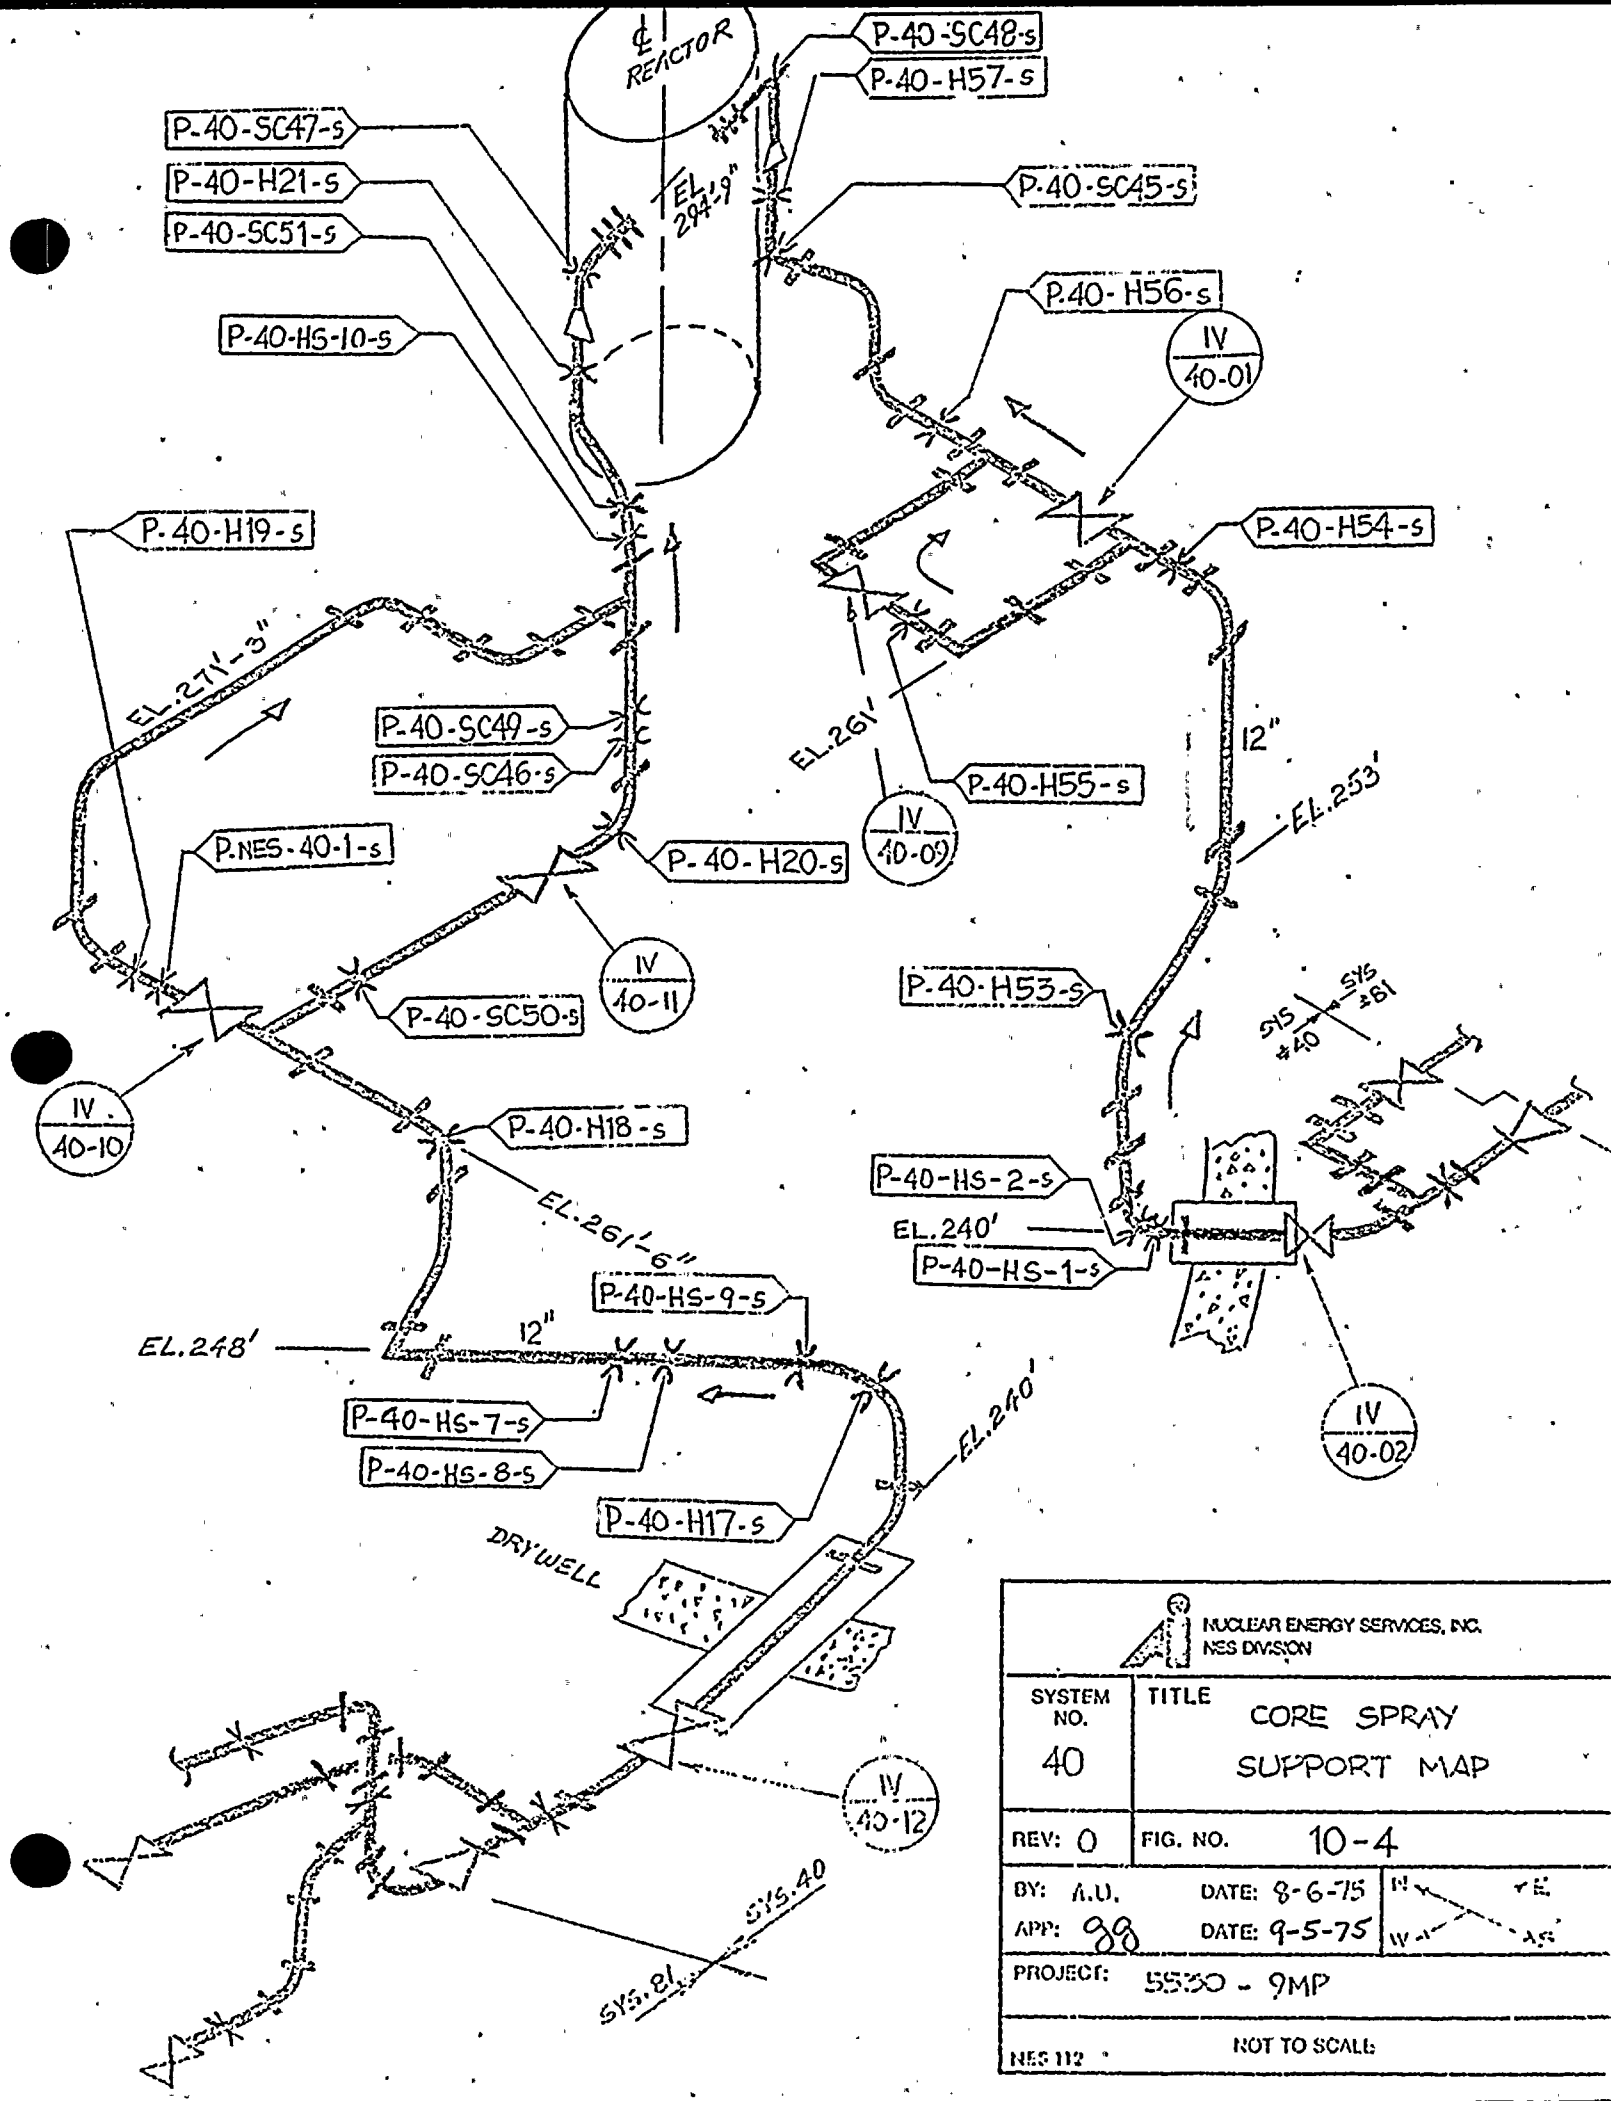 ℄
REACTOR
P-40-SC48-s
P-40-H57-s
P-40-SC47-s
P-40-H21-s
P-40-SC51-s
EL.
294'-9"
P-40-SC45-s
P-40-HS-10-s
P-40-H56-s
IV
40-01
P-40-H19-s
P-40-H54-s
EL.271'-3"
P-40-SC49-s
P-40-SC46-s
EL.261'
12"
P-40-H55-s
EL.253'
P.NES-40-1-s
P-40-H20-s
IV
40-09
IV
40-11
P-40-SC50-s
P-40-H53-s
SYS
#81
SYS
#40
IV
40-10
P-40-H18-s
P-40-HS-2-s
EL.240'
P-40-HS-1-s
EL.261'-6"
P-40-HS-9-s
EL.248'
12"
P-40-HS-7-s
P-40-HS-8-s
P-40-H17-s
EL.240'
IV
40-02
DRYWELL
IV
40-12
SYS.40
SYS.81
NUCLEAR ENERGY SERVICES, INC.
NES DIVISION
SYSTEM
NO.
40
TITLE
CORE SPRAY
SUPPORT MAP
REV: 0
FIG. NO. 10-4
BY: A.U. DATE: 8-6-75
APP: gg DATE: 9-5-75
N E
W S
PROJECT: 5530 - 9MP
NES 112
NOT TO SCALE